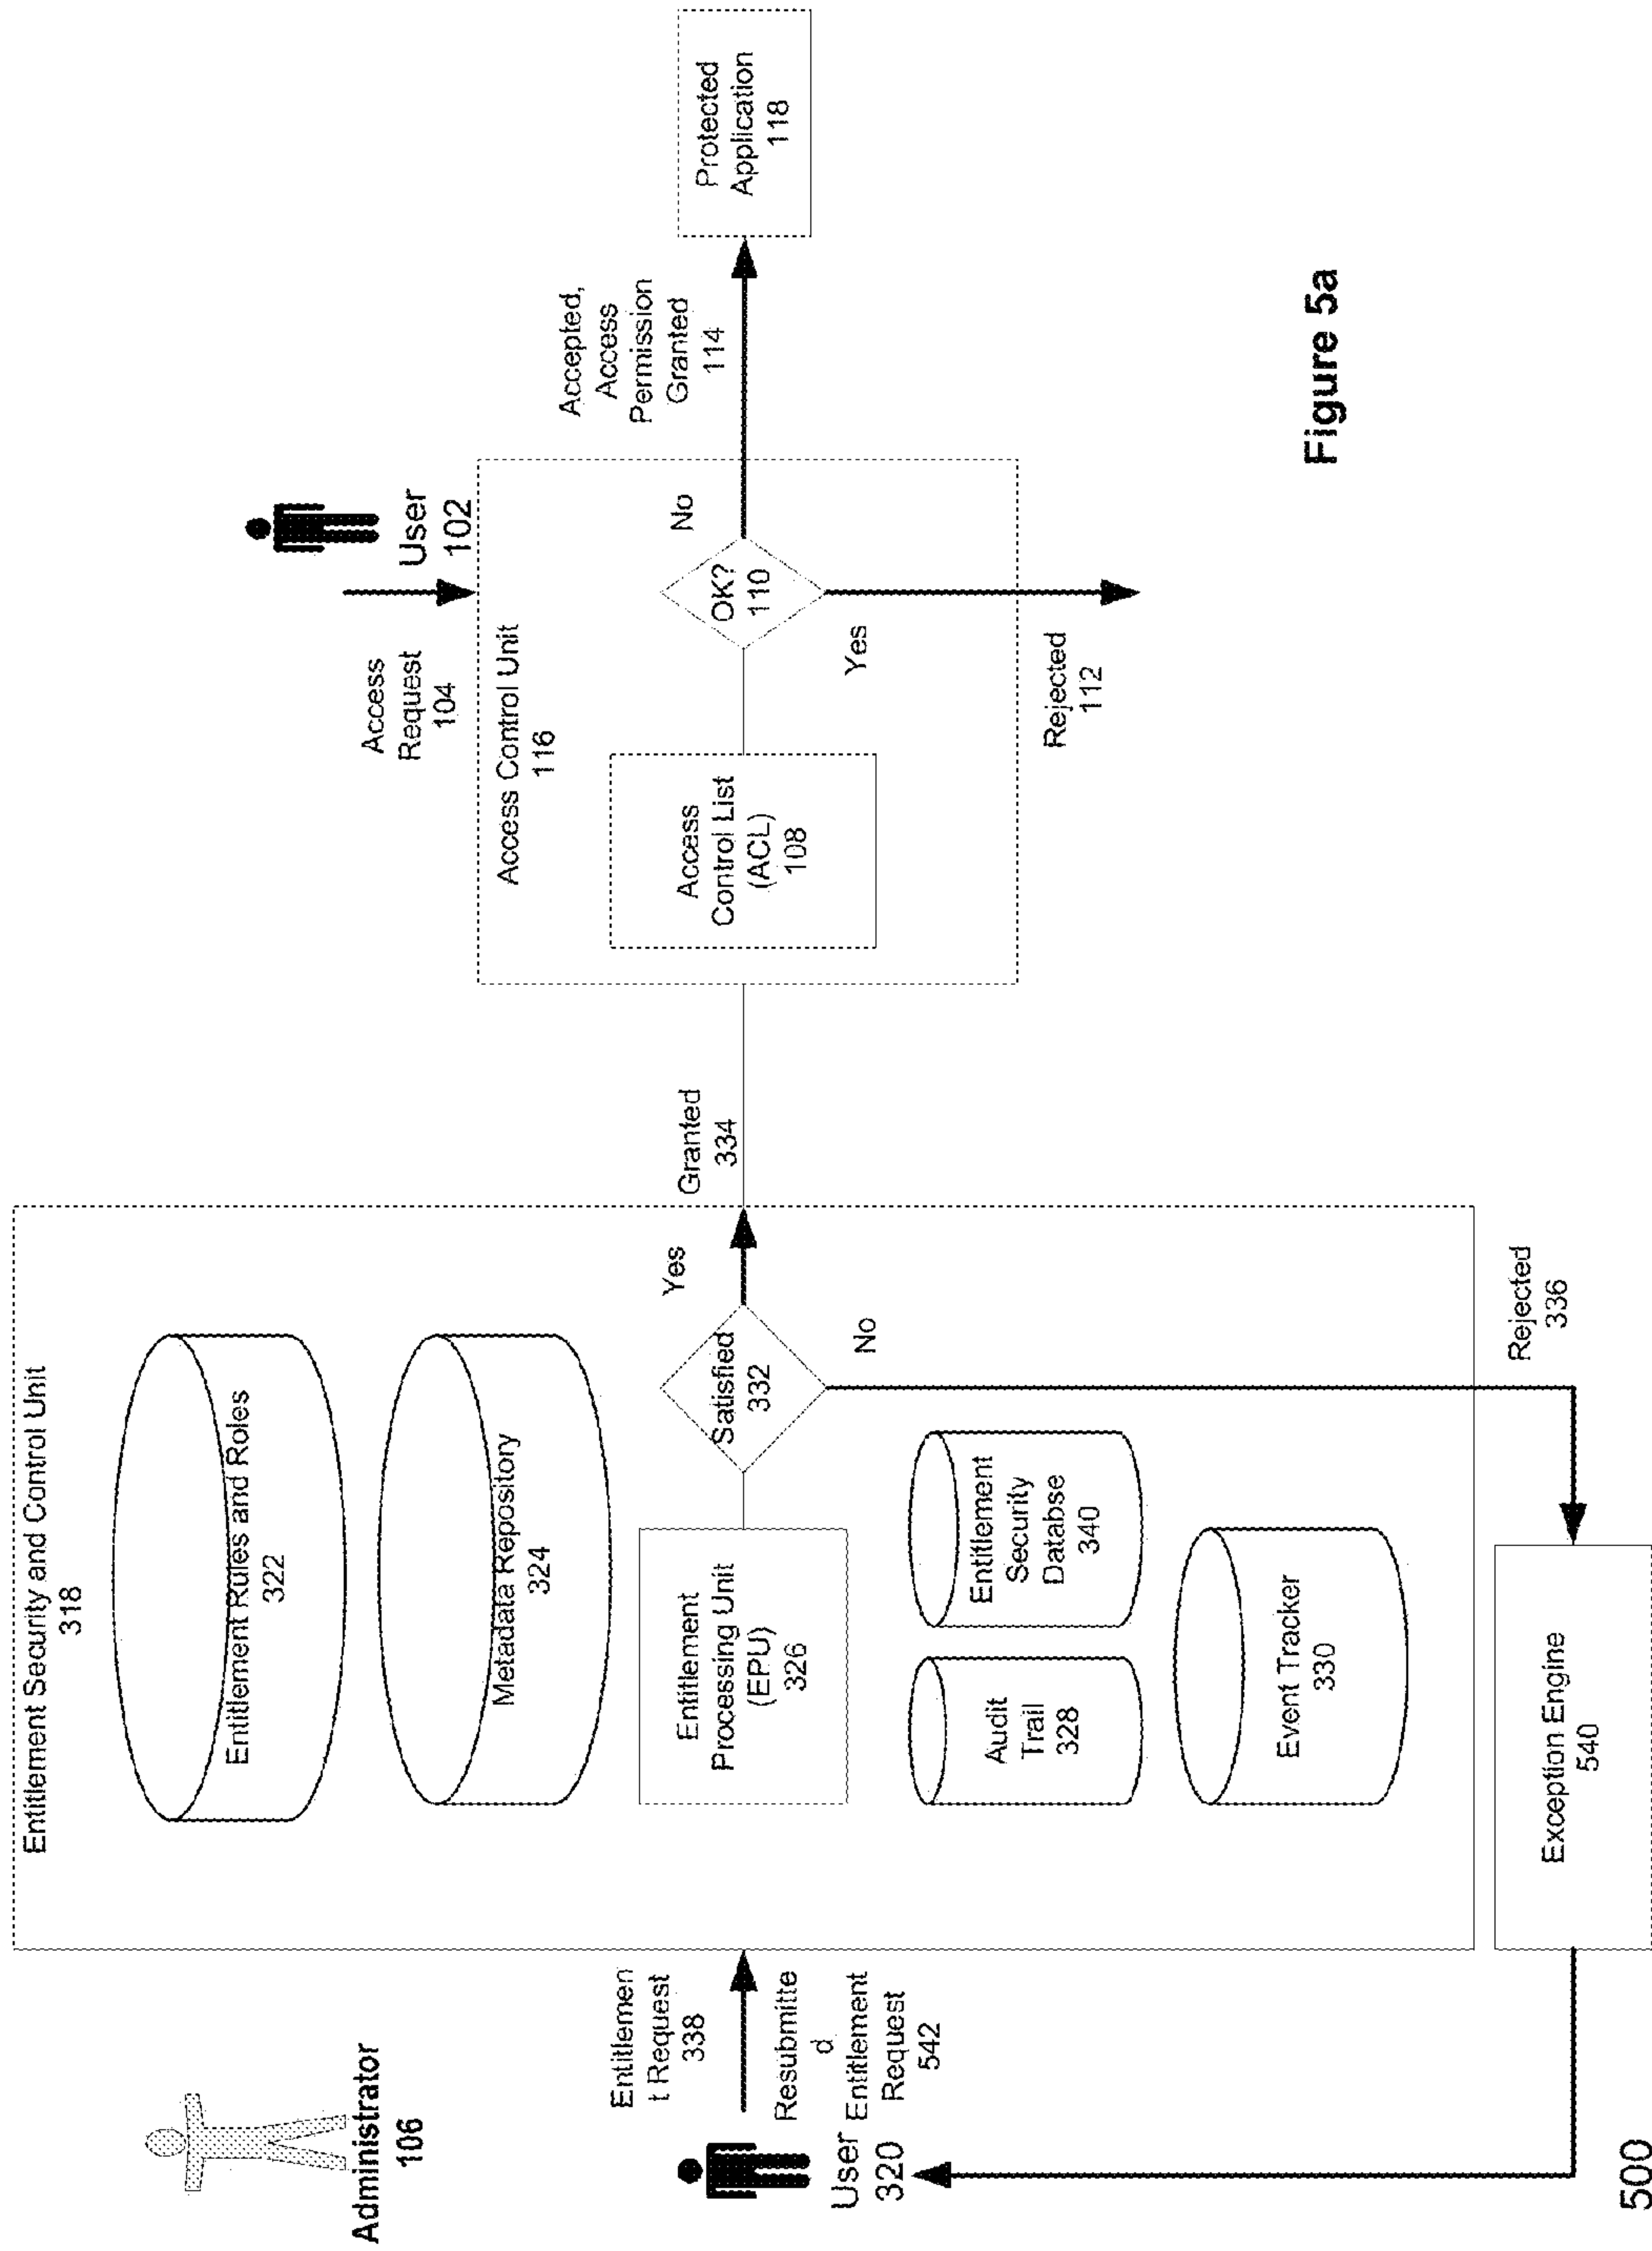 Administrator
106
Entitlement Security and Control Unit
318
Entitlement Rules and Roles
322
Metadata Repository
324
Entitlemen
t Request
338
Resubmitte
d
Entitlement
Request
542
User
320
Entitlement
Processing Unit
(EPU)
326
Satisfied
332
Yes
No
Audit
Trail
328
Entitlement
Security
Databse
340
Event Tracker
330
Granted
334
Rejected
336
Exception Engine
540
Access
Request
104
User
102
Access Control Unit
116
Access
Control List
(ACL)
108
OK?
110
No
Yes
Rejected
112
Accepted,
Access
Permission
Granted
114
Protected
Application
118
500
Figure 5a